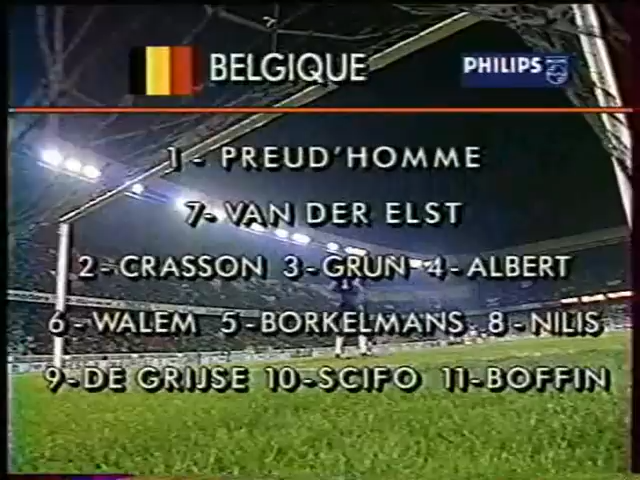 BELGIQUE PHILIPS
1 - PREUD'HOMME
7 - VAN DER ELST
2 - CRASSON 3 - GRUN 4 - ALBERT
6 - WALEM 5 - BORKELMANS 8 - NILIS
9 - DE GRIJSE 10 - SCIFO 11 - BOFFIN